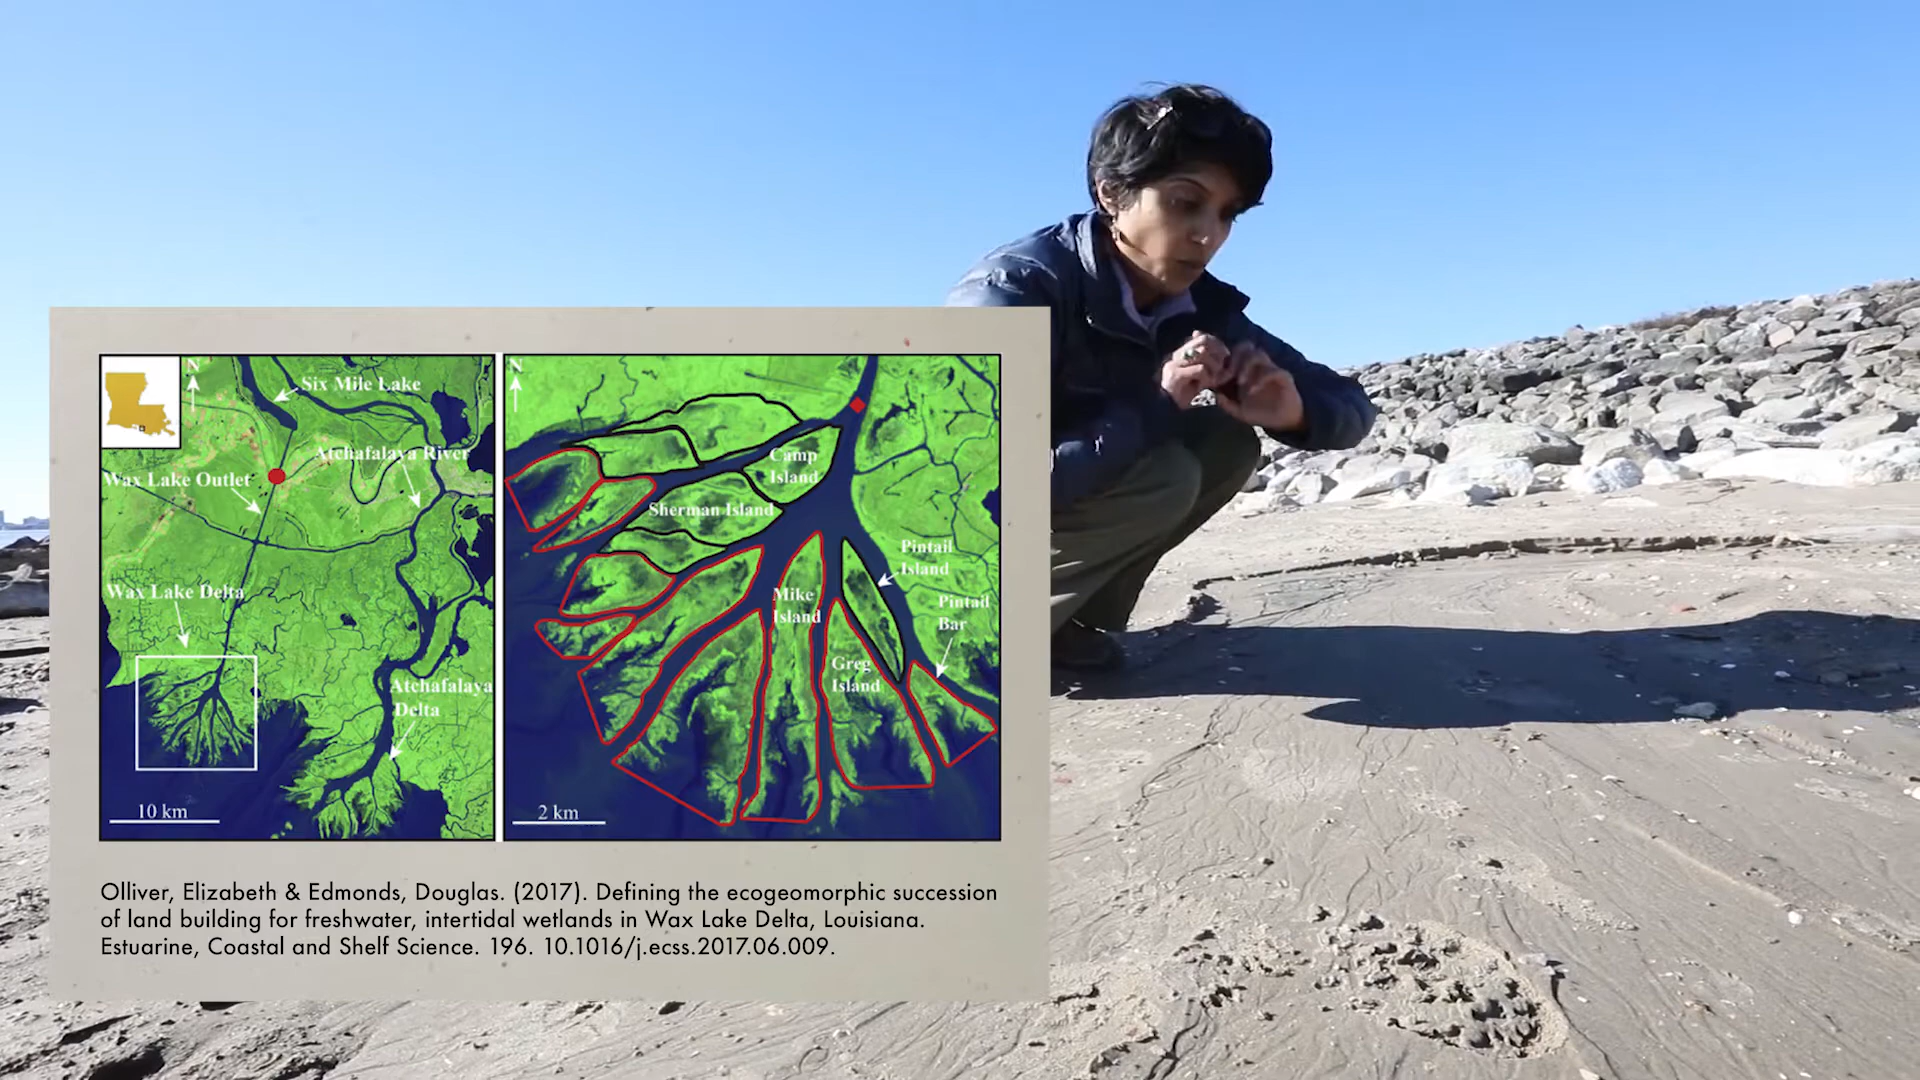 N
Six Mile Lake
Atchafalaya River
Wax Lake Outlet
Wax Lake Delta
Atchafalaya
Delta
10 km
N
Camp
Island
Sherman Island
Pintail
Island
Mike
Island
Pintail
Bar
Greg
Island
2 km
Olliver, Elizabeth & Edmonds, Douglas. (2017). Defining the ecogeomorphic succession
of land building for freshwater, intertidal wetlands in Wax Lake Delta, Louisiana.
Estuarine, Coastal and Shelf Science. 196. 10.1016/j.ecss.2017.06.009.